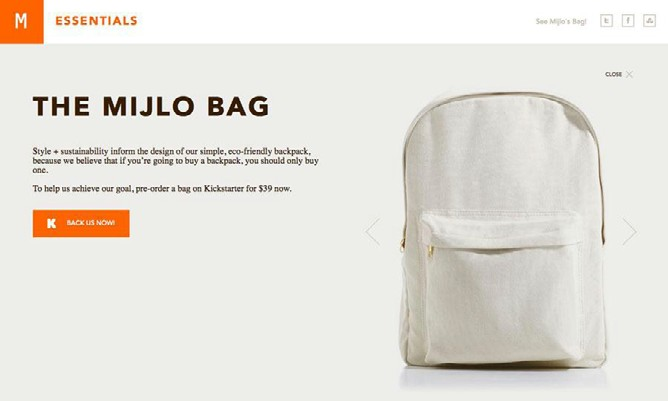 M
ESSENTIALS
See Mijlo's Bag!
CLOSE
THE MIJLO BAG
Style + sustainability inform the design of our simple, eco-friendly backpack,
because we believe that if you're going to buy a backpack, you should only buy
one.
To help us achieve our goal, pre-order a bag on Kickstarter for $39 now.
K BACK US NOW!